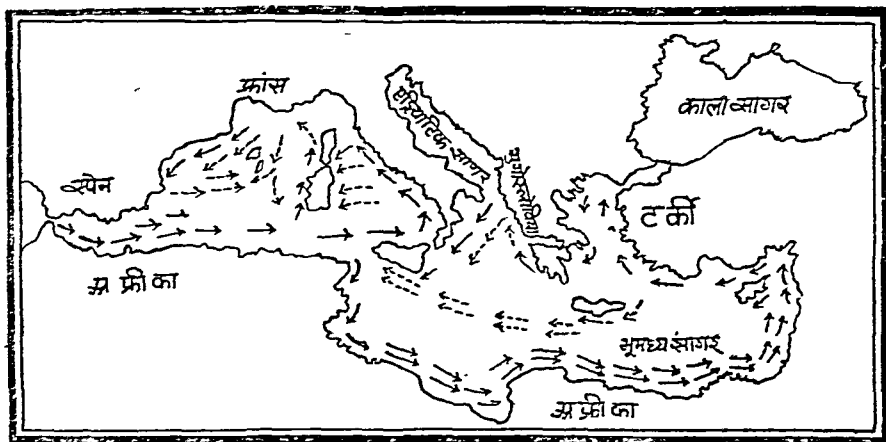 फ्रांस
एड्रियाटिक सागर
काला सागर
स्पेन
टर्की
अफ्रीका
भूमध्य सागर
अफ्रीका